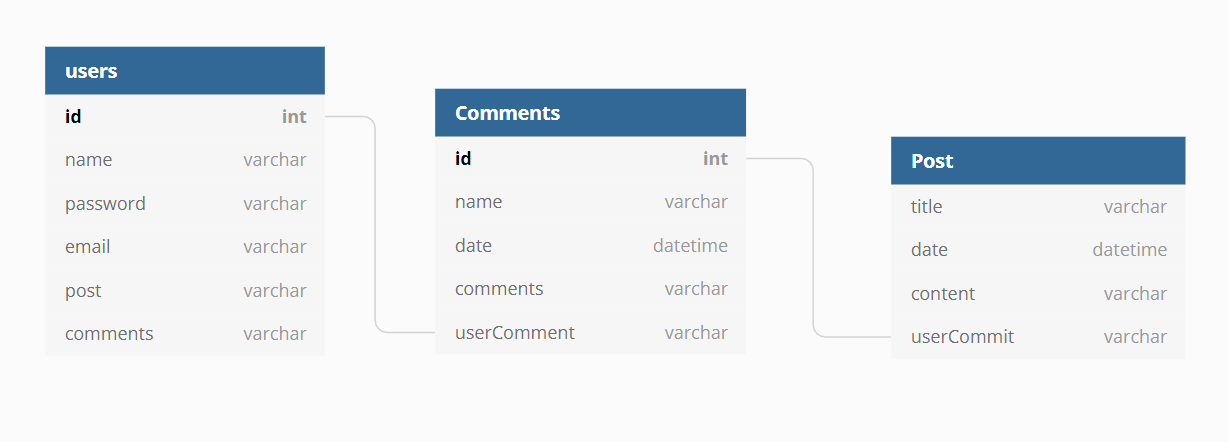 users
id int
name varchar
password varchar
email varchar
post varchar
comments varchar
Comments
id int
name varchar
date datetime
comments varchar
userComment varchar
Post
title varchar
date datetime
content varchar
userCommit varchar